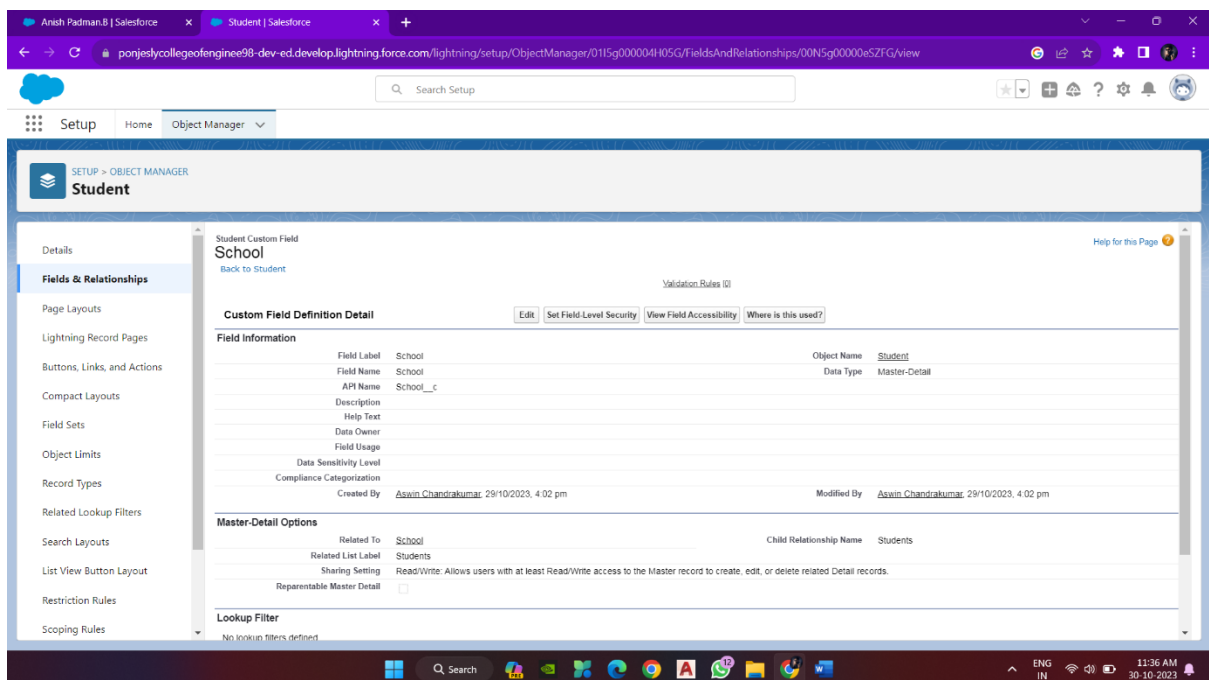 Anish Padman.B | Salesforce
Student | Salesforce
ponjeslycollegeofenginee98-dev-ed.develop.lightning.force.com/lightning/setup/ObjectManager/01I5g000004H05G/FieldsAndRelationships/00N5g00000eSZFG/view
Search Setup
Setup Home Object Manager
SETUP > OBJECT MANAGER
Student
Details
Fields & Relationships
Page Layouts
Lightning Record Pages
Buttons, Links, and Actions
Compact Layouts
Field Sets
Object Limits
Record Types
Related Lookup Filters
Search Layouts
List View Button Layout
Restriction Rules
Scoping Rules
Student Custom Field
School
Back to Student
Help for this Page
Validation Rules [0]
Custom Field Definition Detail Edit Set Field-Level Security View Field Accessibility Where is this used?
Field Information
Field Label School Object Name Student
Field Name School Data Type Master-Detail
API Name School__c
Description
Help Text
Data Owner
Field Usage
Data Sensitivity Level
Compliance Categorization
Created By Aswin Chandrakumar, 29/10/2023, 4:02 pm Modified By Aswin Chandrakumar, 29/10/2023, 4:02 pm
Master-Detail Options
Related To School Child Relationship Name Students
Related List Label Students
Sharing Setting Read/Write: Allows users with at least Read/Write access to the Master record to create, edit, or delete related Detail records.
Reparentable Master Detail
Lookup Filter
No lookup filters defined
Search
12
ENG
IN
11:36 AM
30-10-2023